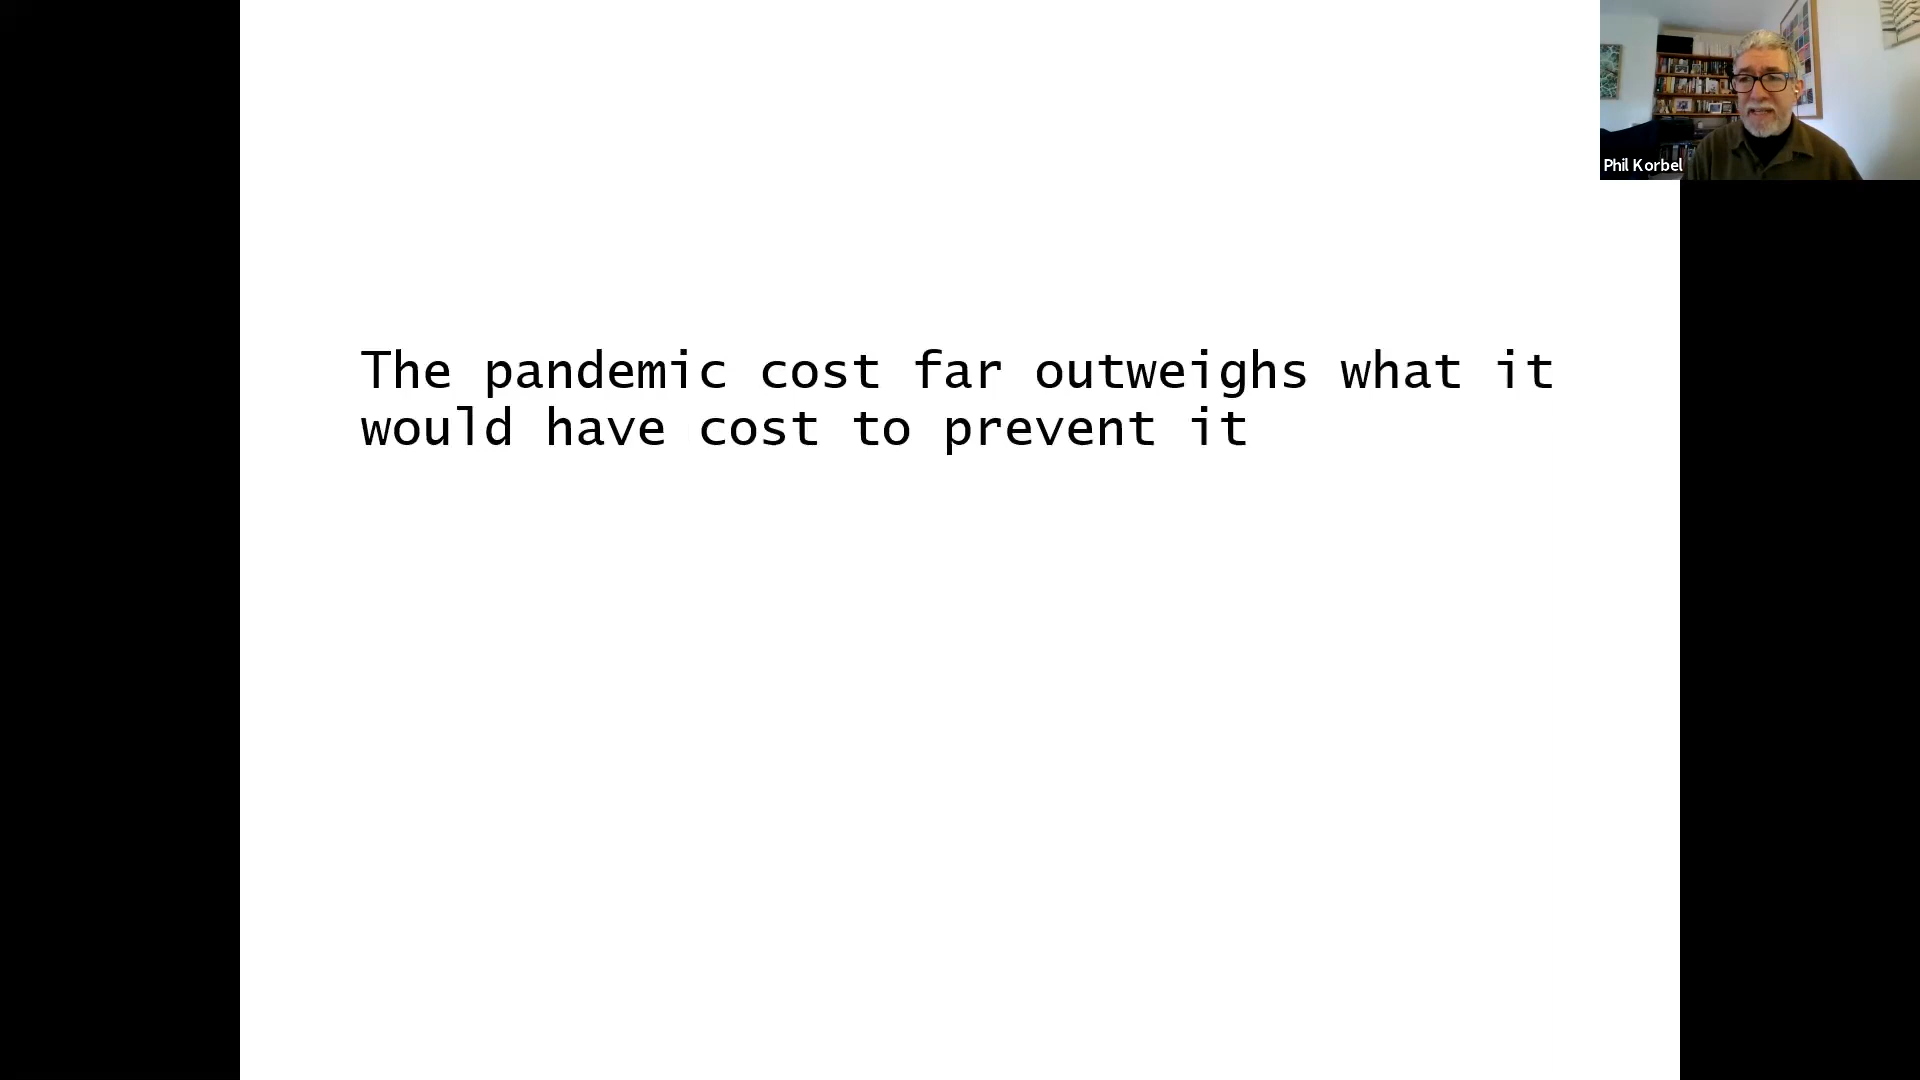 The pandemic cost far outweighs what it
would have cost to prevent it
Phil Korbel